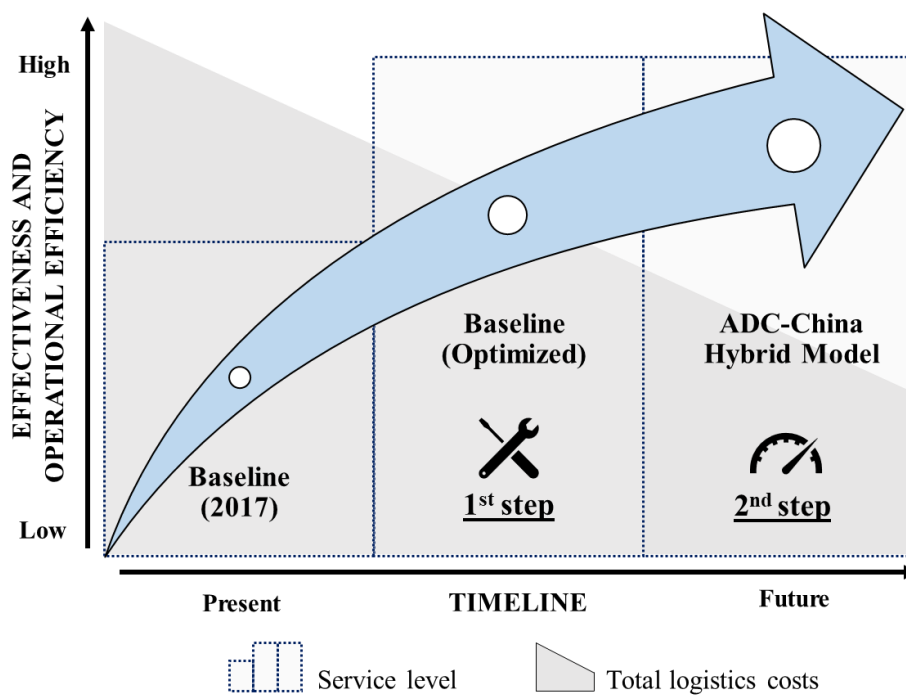 High
EFFECTIVENESS AND
OPERATIONAL EFFICIENCY
Low
Baseline
(2017)
Baseline
(Optimized)
1st step
ADC-China
Hybrid Model
2nd step
Present
TIMELINE
Future
Service level
Total logistics costs